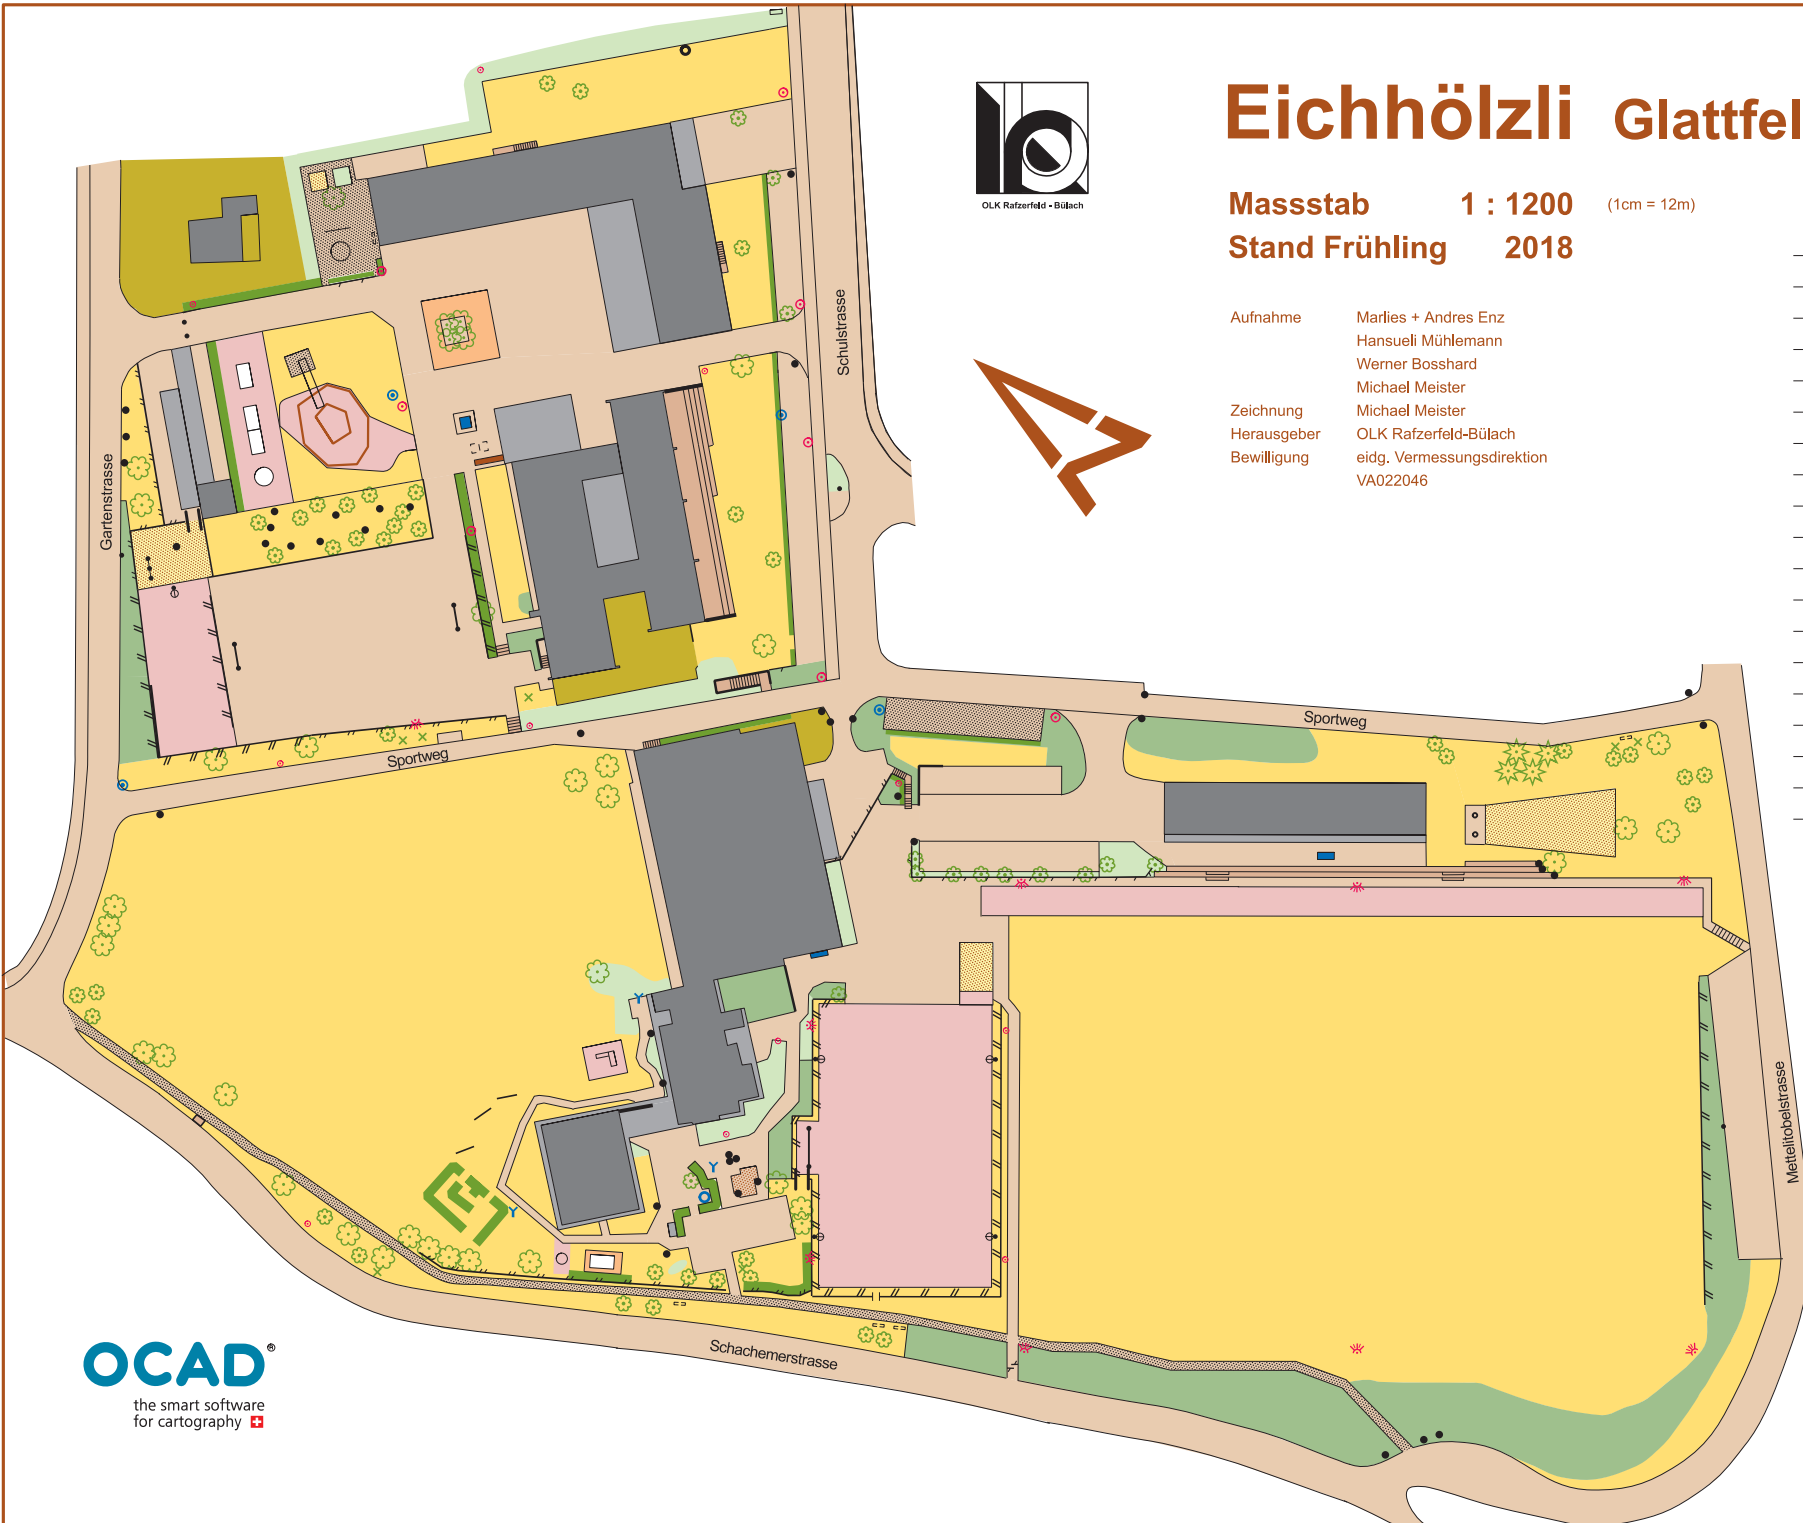 Eichhölzli Glattfel
OLK Rafzerfeld - Bülach
Massstab 1 : 1200 (1cm = 12m)
Stand Frühling 2018
Aufnahme Marlies + Andres Enz
Hansueli Mühlemann
Werner Bosshard
Michael Meister
Zeichnung Michael Meister
Herausgeber OLK Rafzerfeld-Bülach
Bewilligung eidg. Vermessungsdirektion
VA022046
Schulstrasse
Gartenstrasse
Sportweg
Sportweg
Mettelitobelstrasse
Schachemerstrasse
OCAD®
the smart software
for cartography